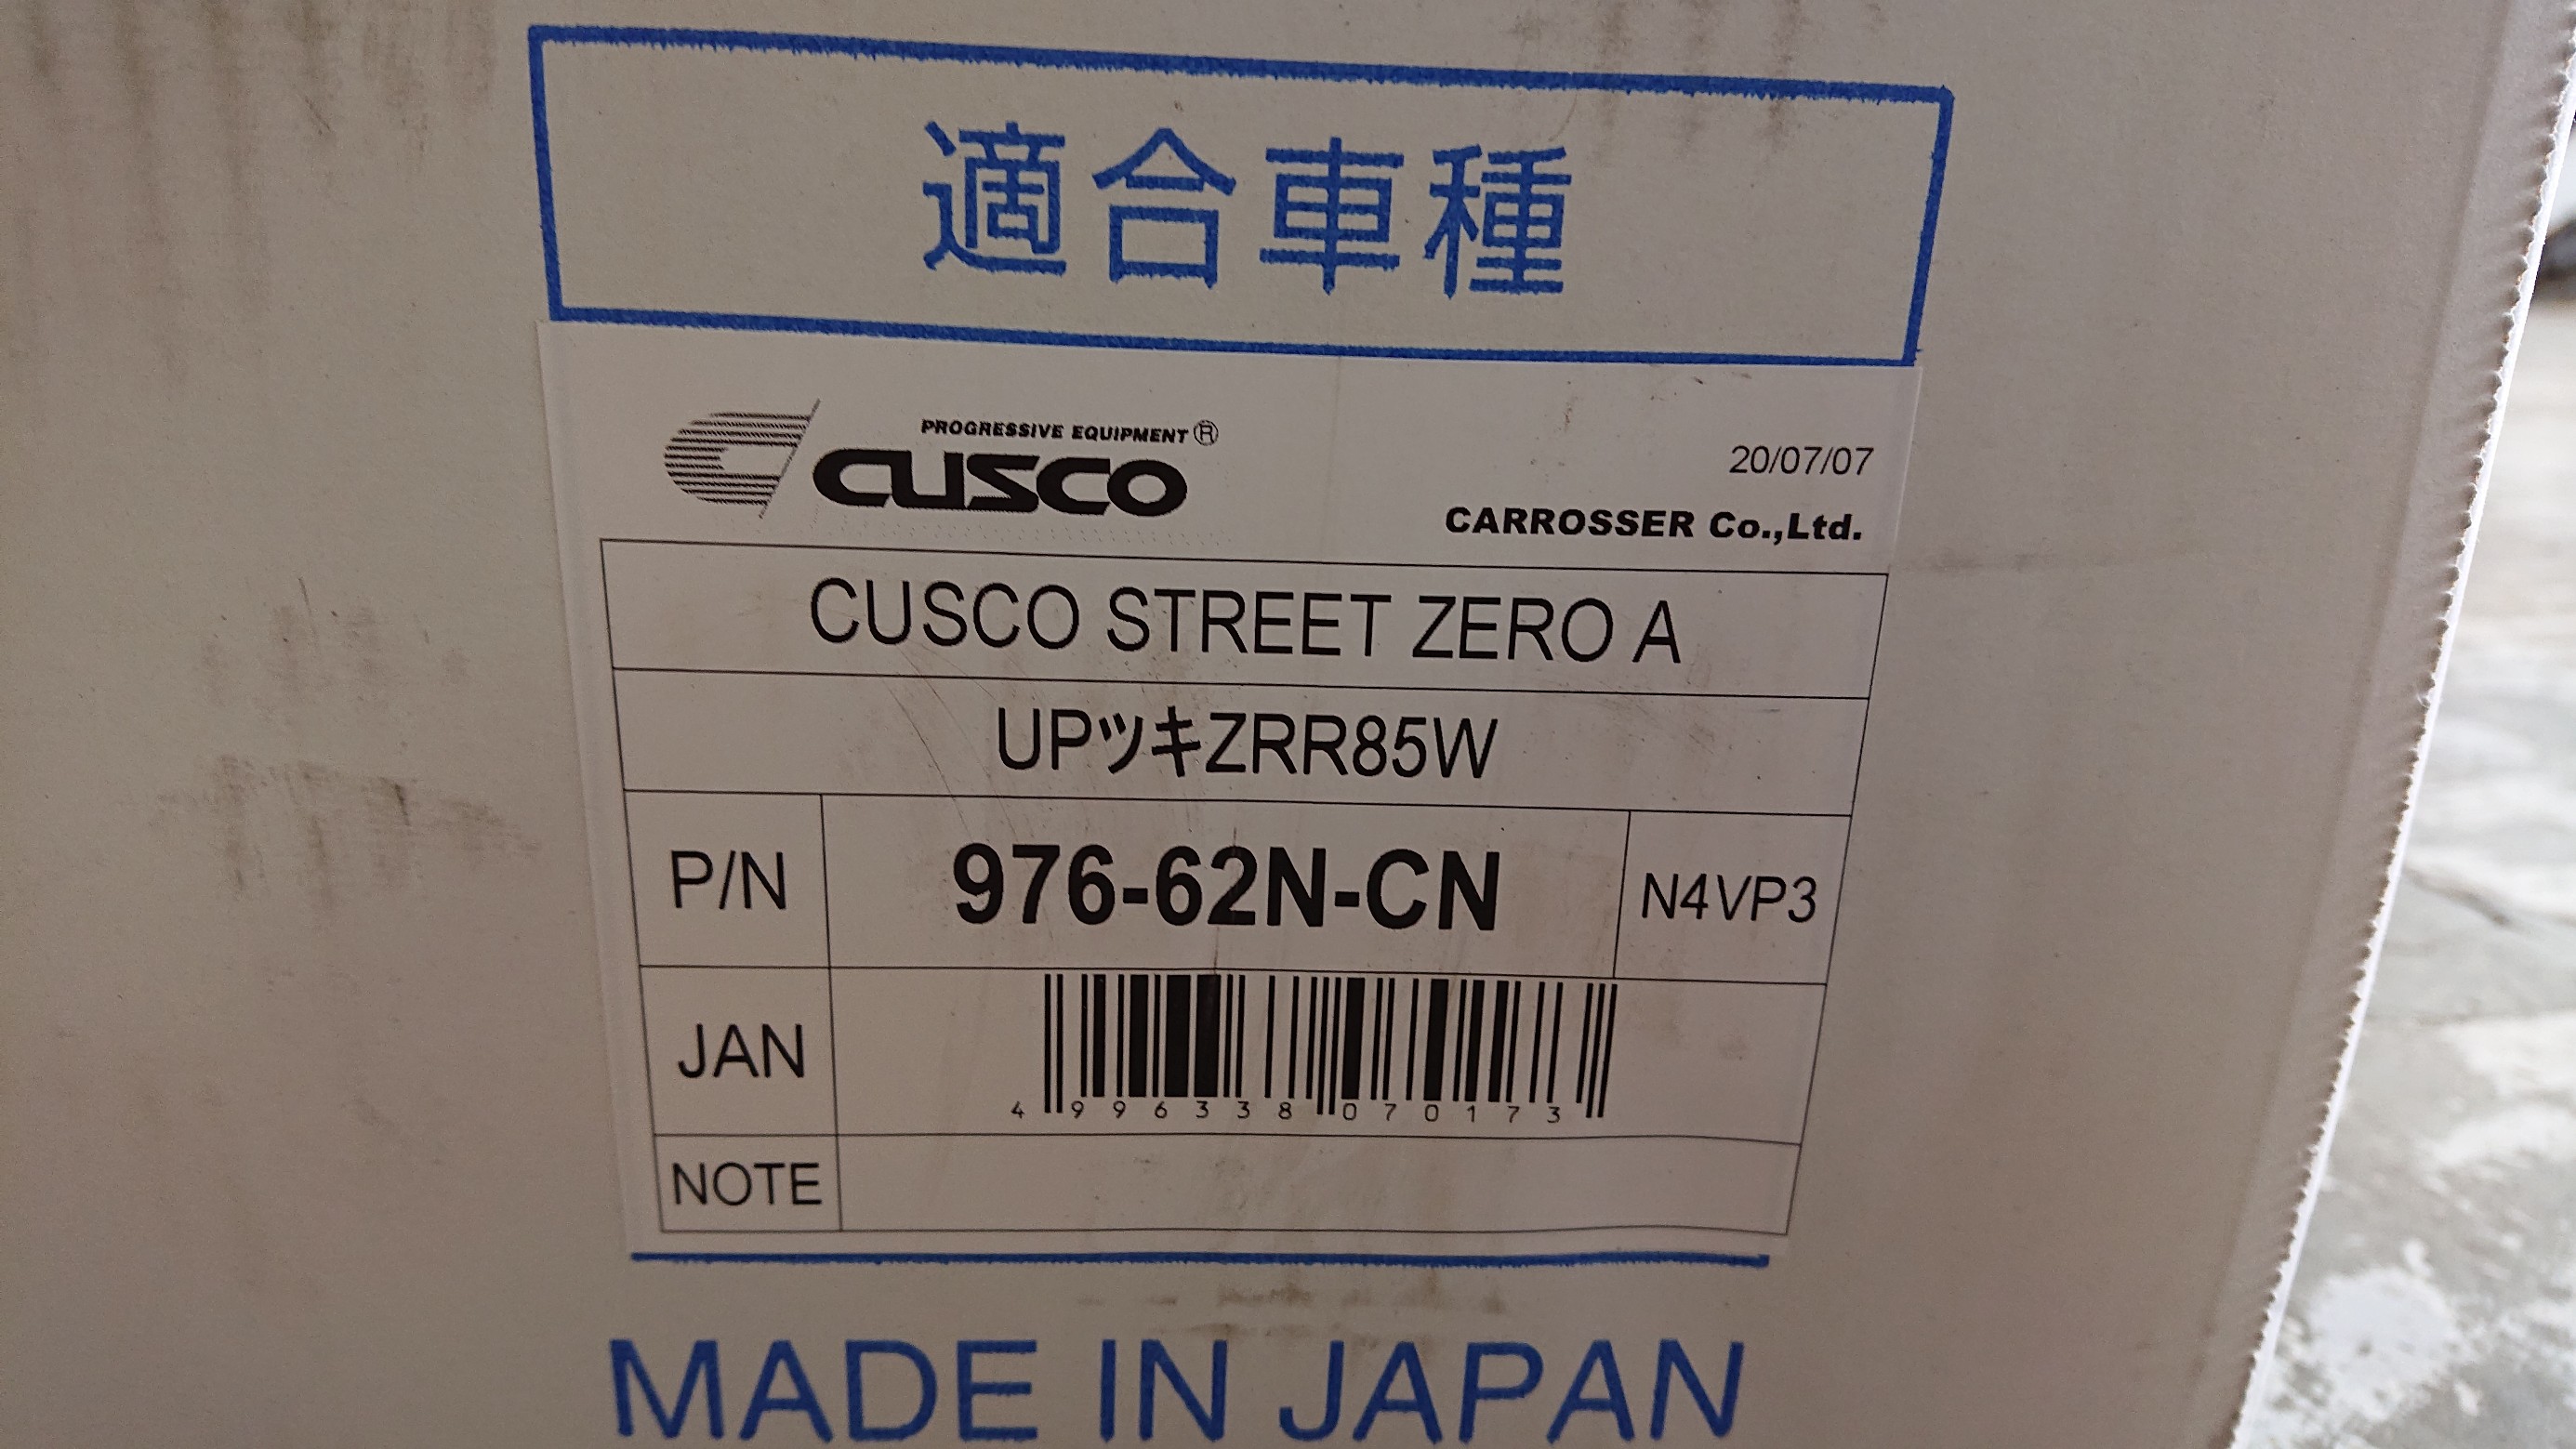 適合車種
PROGRESSIVE EQUIPMENT®
CUSCO
20/07/07
CARROSSER Co.,Ltd.
CUSCO STREET ZERO A
UPツキZRR85W
P/N 976-62N-CN N4VP3
JAN
4 996338 070173
NOTE
MADE IN JAPAN